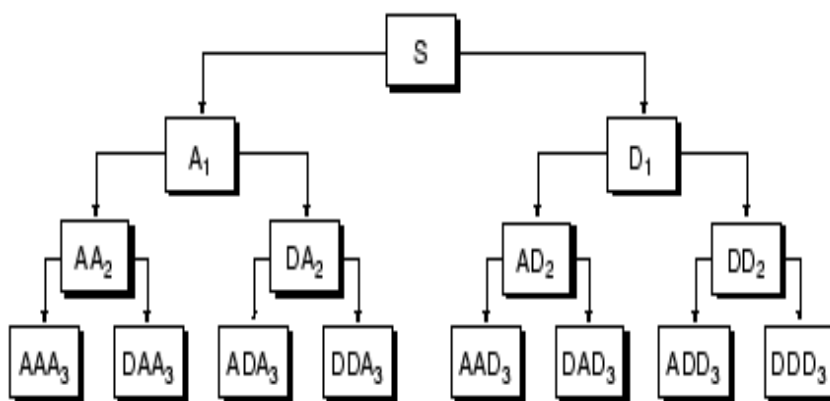 S
A₁ D₁
AA₂ DA₂ AD₂ DD₂
AAA₃ DAA₃ ADA₃ DDA₃ AAD₃ DAD₃ ADD₃ DDD₃